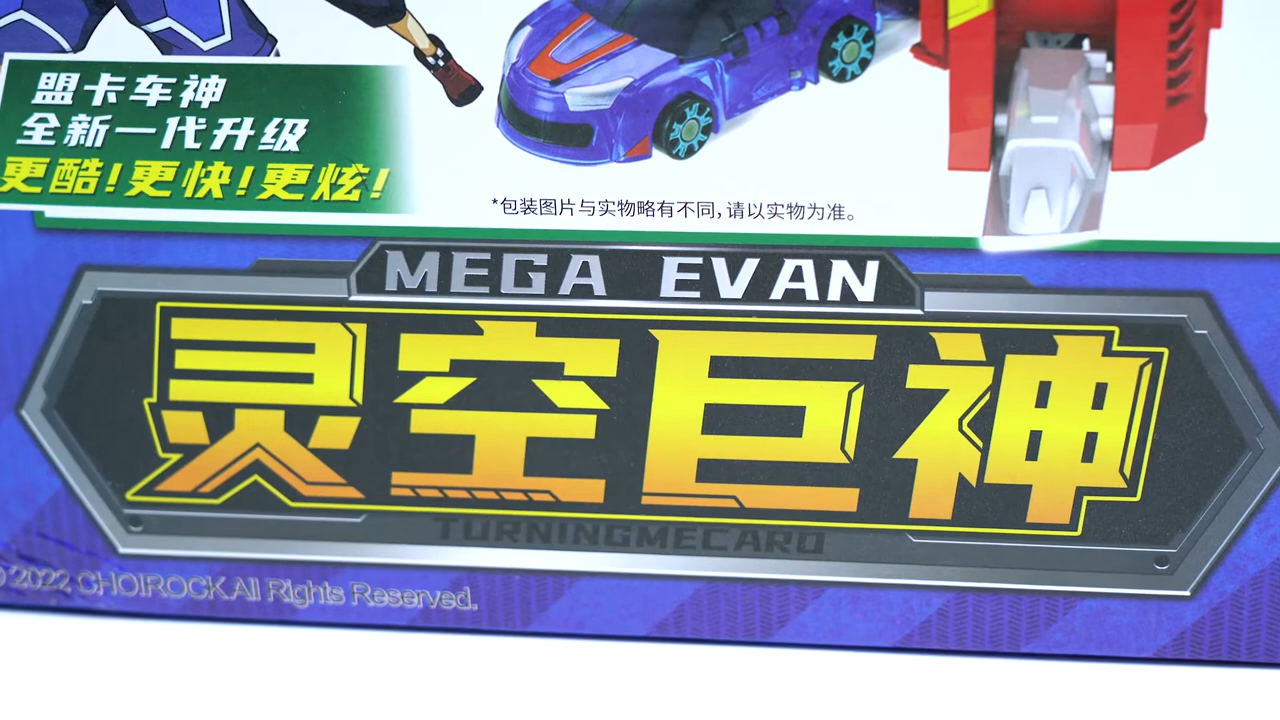 盟卡车神
全新一代升级
更酷!更快!更炫!
*包装图片与实物略有不同,请以实物为准。
MEGA EVAN
灵空巨神
TURNINGMECARD
2022 CHOIROCK All Rights Reserved.